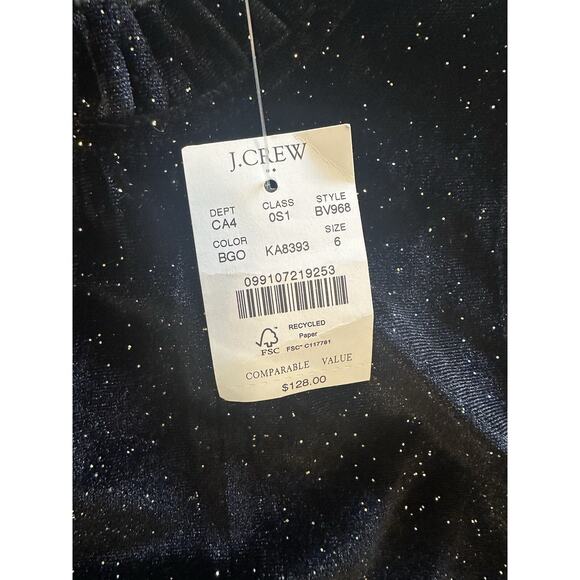 J.CREW
DEPT CLASS STYLE
CA4 0S1 BV968
COLOR SIZE
BGO KA8393 6
099107219253
RECYCLED
Paper
FSC FSC® C117781
COMPARABLE VALUE
$128.00